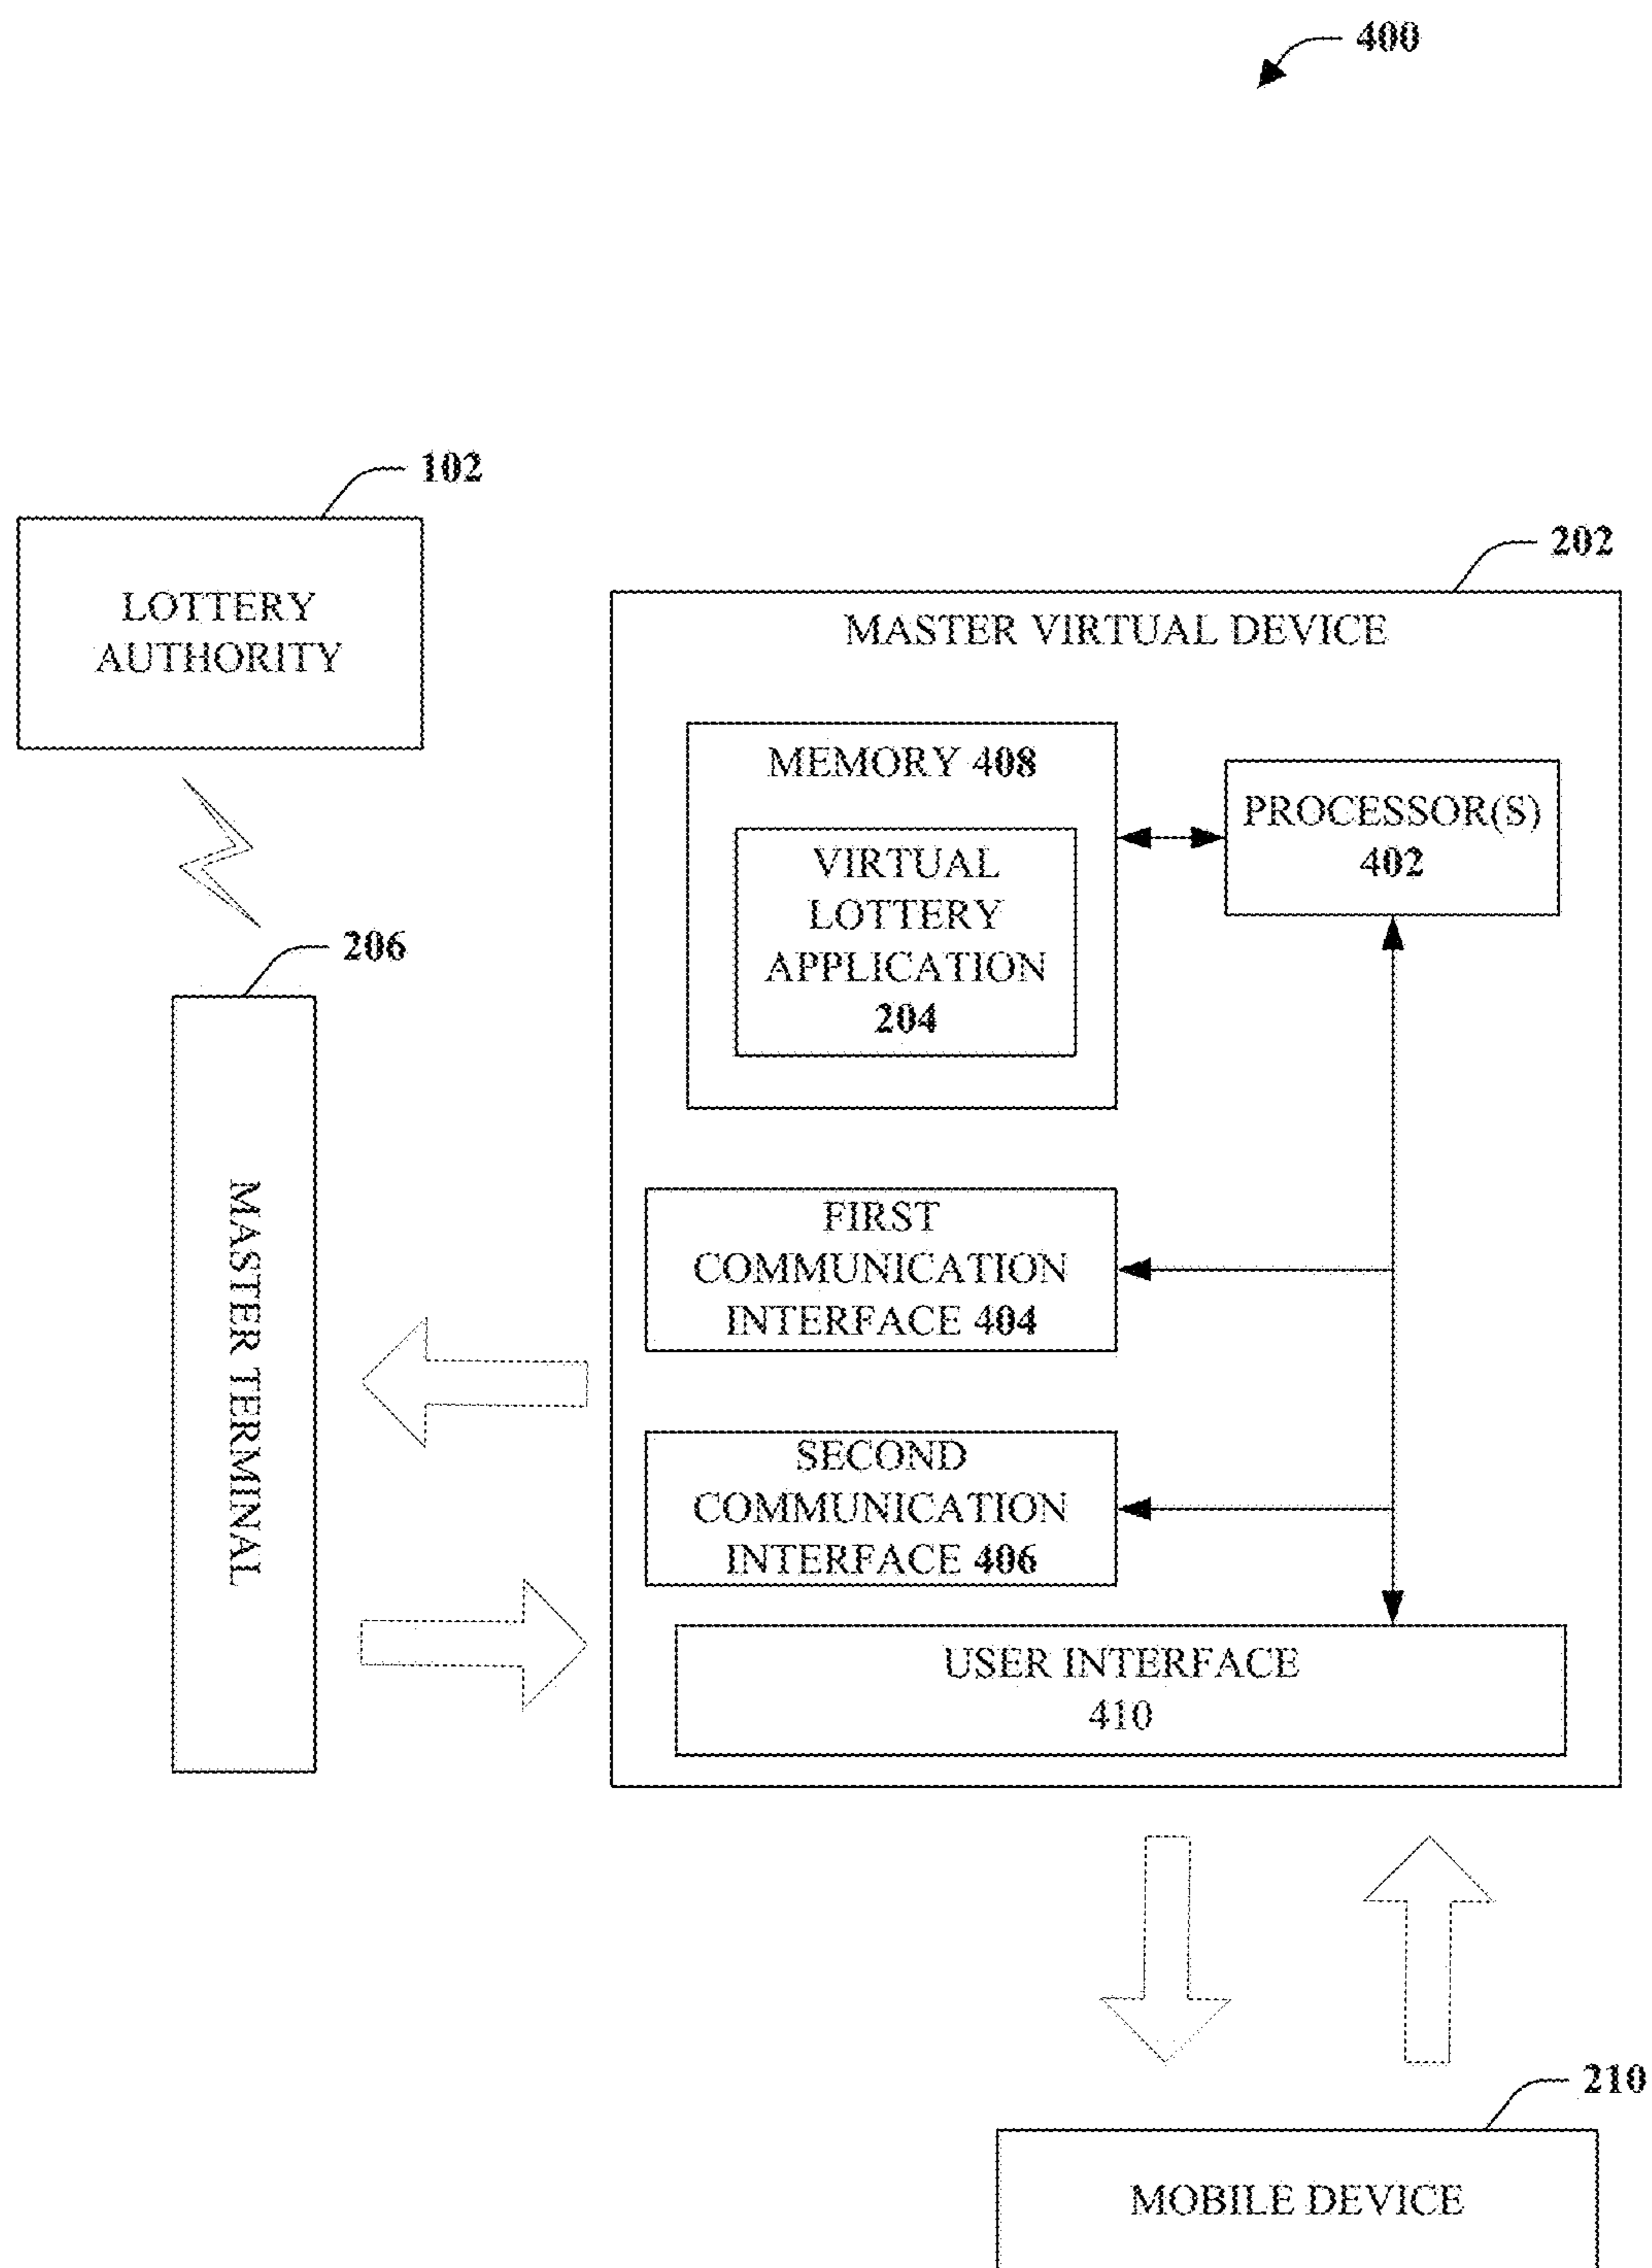 400
102
LOTTERY
AUTHORITY
202
MASTER VIRTUAL DEVICE
MEMORY 408
VIRTUAL
LOTTERY
APPLICATION
204
PROCESSOR(S)
402
206
MASTER TERMINAL
FIRST
COMMUNICATION
INTERFACE 404
SECOND
COMMUNICATION
INTERFACE 406
USER INTERFACE
410
210
MOBILE DEVICE